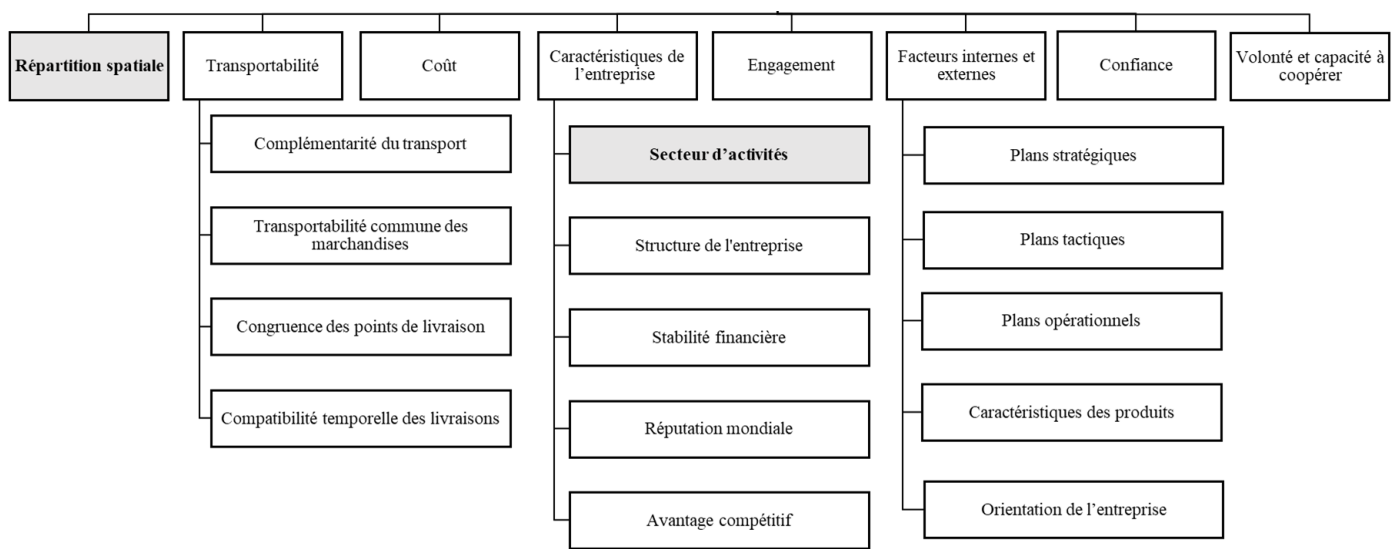 Répartition spatiale
Transportabilité
Coût
Caractéristiques de
l’entreprise
Engagement
Facteurs internes et
externes
Confiance
Volonté et capacité à
coopérer
Complémentarité du transport
Transportabilité commune des
marchandises
Congruence des points de livraison
Compatibilité temporelle des livraisons
Secteur d’activités
Structure de l'entreprise
Stabilité financière
Réputation mondiale
Avantage compétitif
Plans stratégiques
Plans tactiques
Plans opérationnels
Caractéristiques des produits
Orientation de l’entreprise